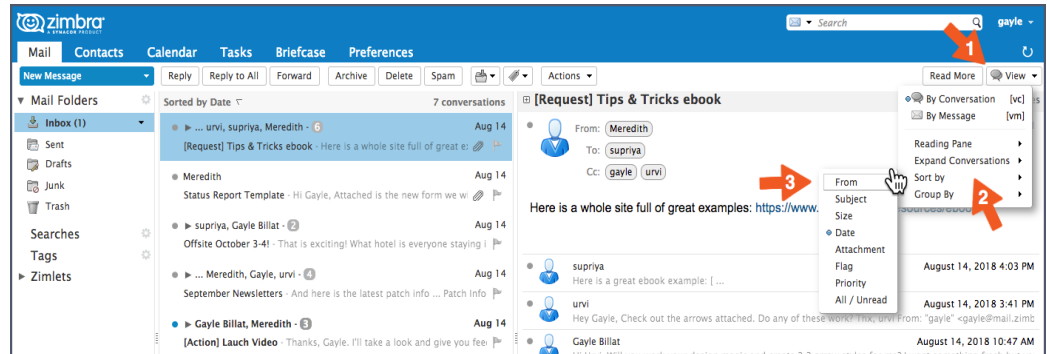 zimbra
A SYNACOR PRODUCT
Search
gayle
Mail Contacts Calendar Tasks Briefcase Preferences
1
New Message Reply Reply to All Forward Archive Delete Spam Actions Read More View
Mail Folders
Inbox (1)
Sent
Drafts
Junk
Trash
Searches
Tags
Zimlets
Sorted by Date 7 conversations
... urvi, supriya, Meredith - 6 Aug 14
[Request] Tips & Tricks ebook - Here is a whole site full of great e
Meredith Aug 14
Status Report Template - Hi Gayle, Attached is the new form we wi
supriya, Gayle Billat - 2 Aug 14
Offsite October 3-4! - That is exciting! What hotel is everyone staying i
... Meredith, Gayle, urvi - 2 Aug 14
September Newsletters - And here is the latest patch info ... Patch info
Gayle Billat, Meredith - 3 Aug 14
[Action] Lauch Video - Thanks, Gayle. I'll take a look and give you feed
[Request] Tips & Tricks ebook
From: Meredith
To: supriya
Cc: gayle urvi
Here is a whole site full of great examples: https://www.
supriya August 14, 2018 4:03 PM
Here is a great ebook example: [ ...
urvi August 14, 2018 3:41 PM
Hey Gayle, Check out the arrows attached. Do any of these work? Thx, urvi From: "gayle" <gayle@mail.zimb
Gayle Billat August 14, 2018 10:47 AM
By Conversation [vc]
By Message [vm]
Reading Pane
Expand Conversations
Sort by
Group By
2
3
From
Subject
Size
Date
Attachment
Flag
Priority
All / Unread